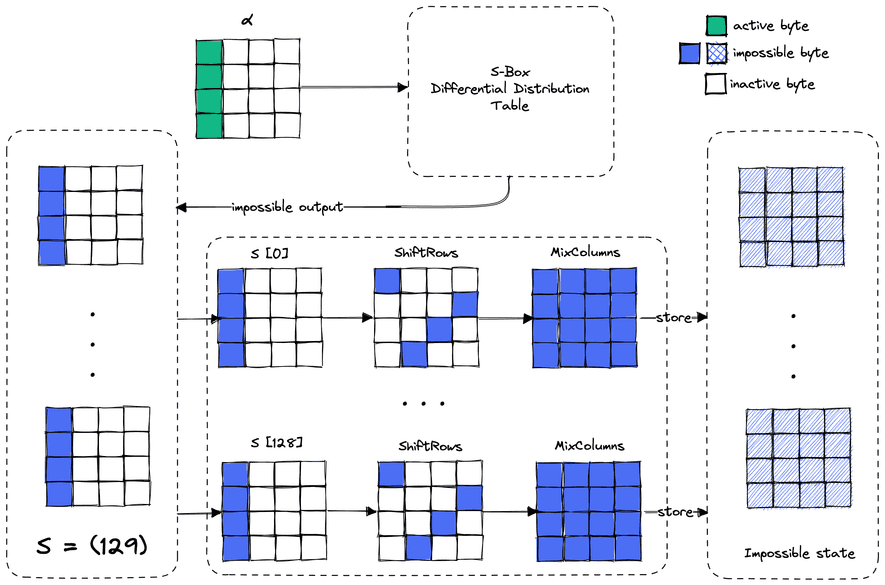 α
active byte
impossible byte
inactive byte
S-Box
Differential Distribution
Table
impossible output
S [0]
ShiftRows
MixColumns
store
. . .
S [128]
ShiftRows
MixColumns
store
S = (129)
Impossible state